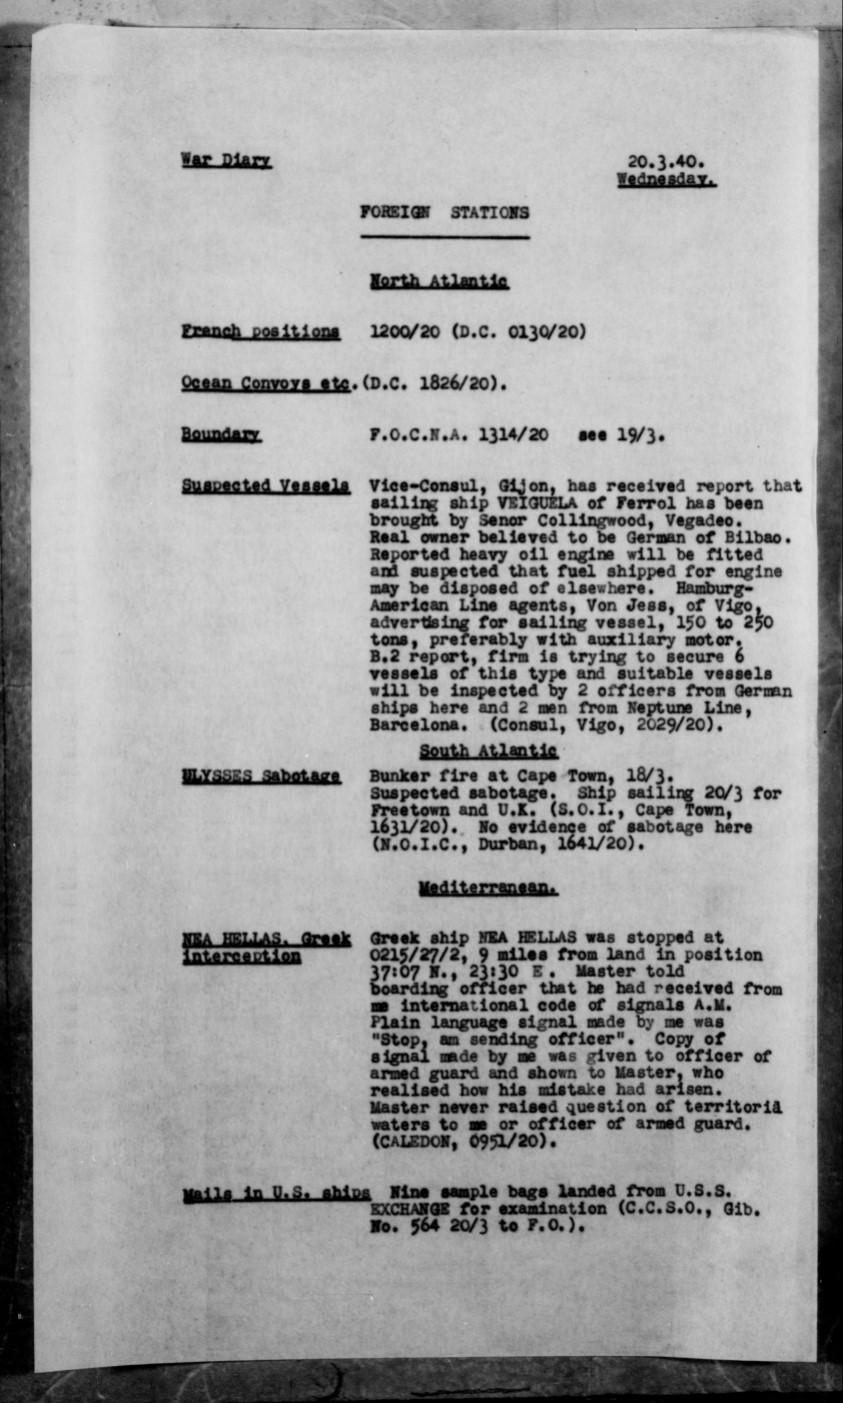 War Diary 20.3.40.
Wednesday.
FOREIGN STATIONS
North Atlantic
French positions 1200/20 (D.C. 0130/20)
Ocean Convoys etc. (D.C. 1826/20).
Boundary F.O.C.N.A. 1314/20 see 19/3.
Suspected Vessels Vice-Consul, Gijon, has received report that
sailing ship VEIGUELA of Ferrol has been
brought by Senor Collingwood, Vegadeo.
Real owner believed to be German of Bilbao.
Reported heavy oil engine will be fitted
and suspected that fuel shipped for engine
may be disposed of elsewhere. Hamburg-
American Line agents, Von Jess, of Vigo,
advertising for sailing vessel, 150 to 250
tons, preferably with auxiliary motor.
B.2 report, firm is trying to secure 6
vessels of this type and suitable vessels
will be inspected by 2 officers from German
ships here and 2 men from Neptune Line,
Barcelona. (Consul, Vigo, 2029/20).
South Atlantic
ULYSSES Sabotage Bunker fire at Cape Town, 18/3.
Suspected sabotage. Ship sailing 20/3 for
Freetown and U.K. (S.O.I., Cape Town,
1631/20). No evidence of sabotage here
(N.O.I.C., Durban, 1641/20).
Mediterranean.
NEA HELLAS. Greek Greek ship NEA HELLAS was stopped at
interception 0215/27/2, 9 miles from land in position
37:07 N., 23:30 E. Master told
boarding officer that he had received from
me international code of signals A.M.
Plain language signal made by me was
"Stop, am sending officer". Copy of
signal made by me was given to officer of
armed guard and shown to Master, who
realised how his mistake had arisen.
Master never raised question of territorial
waters to me or officer of armed guard.
(CALEDON, 0951/20).
Mails in U.S. ships Nine sample bags landed from U.S.S.
EXCHANGE for examination (C.C.S.O., Gib.
No. 564 20/3 to F.O.).